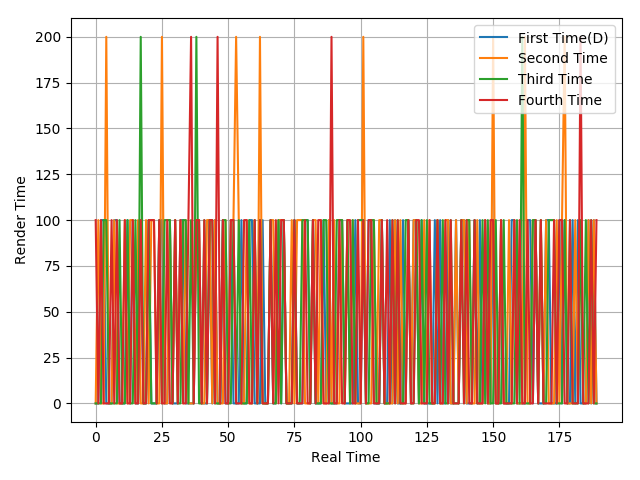 First Time(D)
Second Time
Third Time
Fourth Time
200
175
150
125
100
75
50
25
0
Render Time
0 25 50 75 100 125 150 175
Real Time